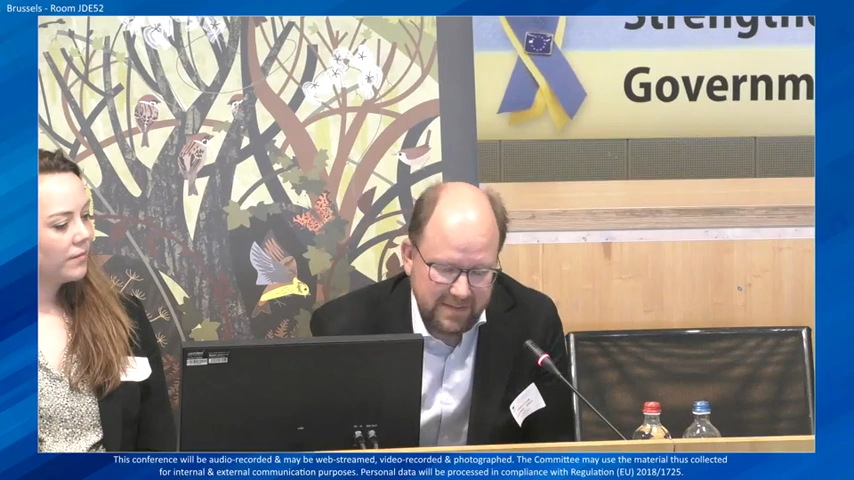 Brussels - Room JDE52
Strengthe
Governm
This conference will be audio-recorded & may be web-streamed, video-recorded & photographed. The Committee may use the material thus collected
for internal & external communication purposes. Personal data will be processed in compliance with Regulation (EU) 2018/1725.